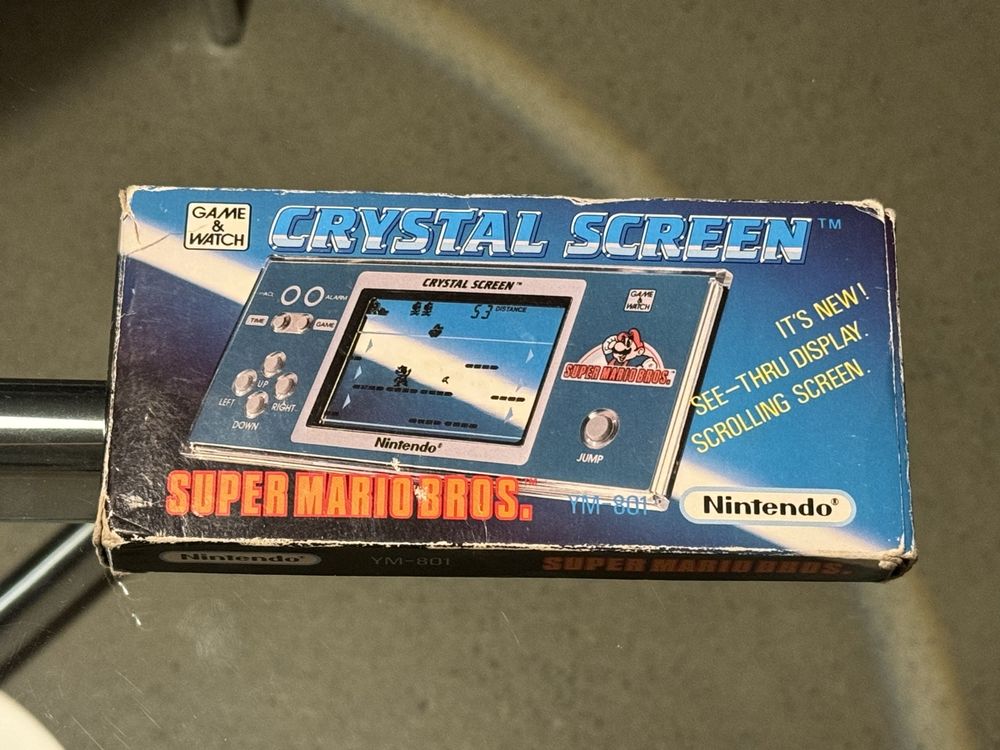 GAME
&
WATCH
CRYSTAL SCREEN™
CRYSTAL SCREEN™
ACL
ALARM
TIME
GAME
53 DISTANCE
GAME
&
WATCH
SUPER MARIO BROS.
UP
LEFT
RIGHT
DOWN
JUMP
Nintendo®
IT'S NEW!
SEE-THRU DISPLAY.
SCROLLING SCREEN.
SUPER MARIO BROS.™
YM-801
Nintendo®
Nintendo®
YM-801
SUPER MARIO BROS.